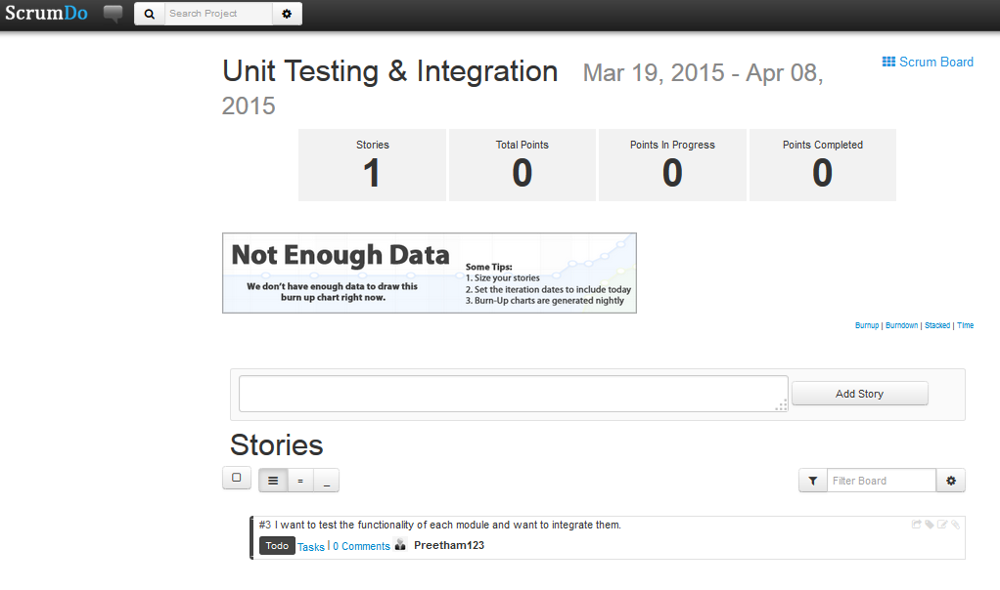 ScrumDo
Search Project
Unit Testing & Integration Mar 19, 2015 - Apr 08,
2015
Scrum Board
Stories
1
Total Points
0
Points In Progress
0
Points Completed
0
Not Enough Data
We don't have enough data to draw this
burn up chart right now.
Some Tips:
1. Size your stories
2. Set the iteration dates to include today
3. Burn-Up charts are generated nightly
Burnup | Burndown | Stacked | Time
Add Story
Stories
Filter Board
#3 I want to test the functionality of each module and want to integrate them.
Todo Tasks | 0 Comments Preetham123